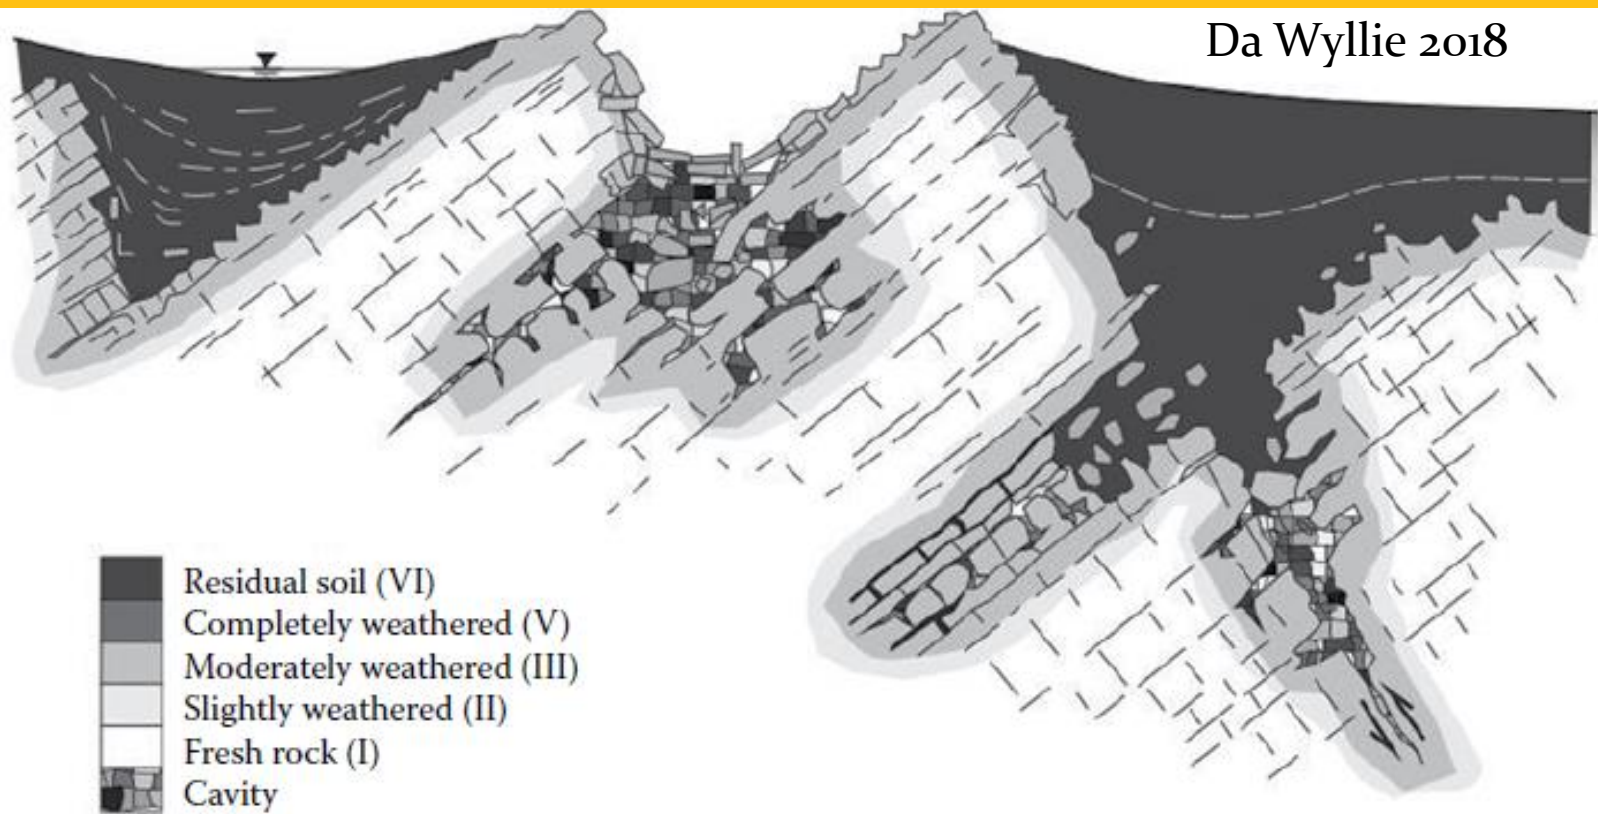 Da Wyllie 2018
Residual soil (VI)
Completely weathered (V)
Moderately weathered (III)
Slightly weathered (II)
Fresh rock (I)
Cavity